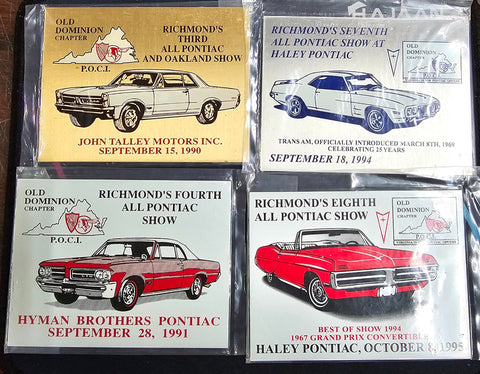 OLD
DOMINION
CHAPTER
P.O.C.I.
RICHMOND'S
THIRD
ALL PONTIAC
AND OAKLAND SHOW
JOHN TALLEY MOTORS INC.
SEPTEMBER 15, 1990
RICHMOND'S SEVENTH
ALL PONTIAC SHOW AT
HALEY PONTIAC
OLD DOMINION
CHAPTER
P.O.C.I.
TRANS AM, OFFICIALLY INTRODUCED MARCH 8TH, 1969
CELEBRATING 25 YEARS
SEPTEMBER 18, 1994
OLD
DOMINION
CHAPTER
P.O.C.I.
RICHMOND'S FOURTH
ALL PONTIAC
SHOW
HYMAN BROTHERS PONTIAC
SEPTEMBER 28, 1991
RICHMOND'S EIGHTH
ALL PONTIAC SHOW
OLD DOMINION
CHAPTER
P.O.C.I.
BEST OF SHOW 1994
1967 GRAND PRIX CONVERTIBLE
HALEY PONTIAC, OCTOBER 8, 1995